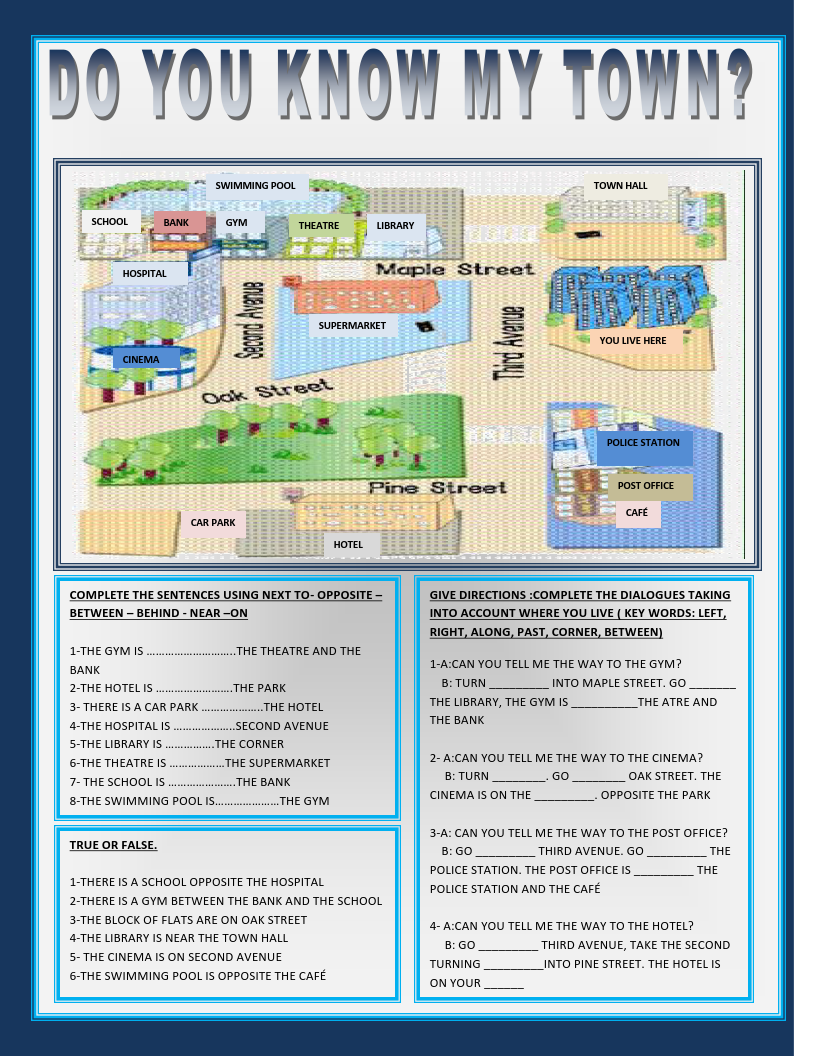 DO YOU KNOW MY TOWN?
SWIMMING POOL
TOWN HALL
SCHOOL
BANK
GYM
THEATRE
LIBRARY
Maple Street
HOSPITAL
Second Avenue
SUPERMARKET
Third Avenue
YOU LIVE HERE
CINEMA
Oak Street
POLICE STATION
Pine Street
POST OFFICE
CAFÉ
CAR PARK
HOTEL
COMPLETE THE SENTENCES USING NEXT TO- OPPOSITE –
BETWEEN – BEHIND - NEAR –ON
1-THE GYM IS ………………………..THE THEATRE AND THE
BANK
2-THE HOTEL IS …………………….THE PARK
3- THERE IS A CAR PARK ………………..THE HOTEL
4-THE HOSPITAL IS ………………..SECOND AVENUE
5-THE LIBRARY IS …………….THE CORNER
6-THE THEATRE IS ………………THE SUPERMARKET
7- THE SCHOOL IS ………………….THE BANK
8-THE SWIMMING POOL IS…………………THE GYM
TRUE OR FALSE.
1-THERE IS A SCHOOL OPPOSITE THE HOSPITAL
2-THERE IS A GYM BETWEEN THE BANK AND THE SCHOOL
3-THE BLOCK OF FLATS ARE ON OAK STREET
4-THE LIBRARY IS NEAR THE TOWN HALL
5- THE CINEMA IS ON SECOND AVENUE
6-THE SWIMMING POOL IS OPPOSITE THE CAFÉ
GIVE DIRECTIONS :COMPLETE THE DIALOGUES TAKING
INTO ACCOUNT WHERE YOU LIVE ( KEY WORDS: LEFT,
RIGHT, ALONG, PAST, CORNER, BETWEEN)
1-A:CAN YOU TELL ME THE WAY TO THE GYM?
B: TURN _________ INTO MAPLE STREET. GO _______
THE LIBRARY, THE GYM IS __________THE ATRE AND
THE BANK
2- A:CAN YOU TELL ME THE WAY TO THE CINEMA?
B: TURN ________. GO ________ OAK STREET. THE
CINEMA IS ON THE _________. OPPOSITE THE PARK
3-A: CAN YOU TELL ME THE WAY TO THE POST OFFICE?
B: GO _________ THIRD AVENUE. GO _________ THE
POLICE STATION. THE POST OFFICE IS _________ THE
POLICE STATION AND THE CAFÉ
4- A:CAN YOU TELL ME THE WAY TO THE HOTEL?
B: GO _________ THIRD AVENUE, TAKE THE SECOND
TURNING _________INTO PINE STREET. THE HOTEL IS
ON YOUR ______